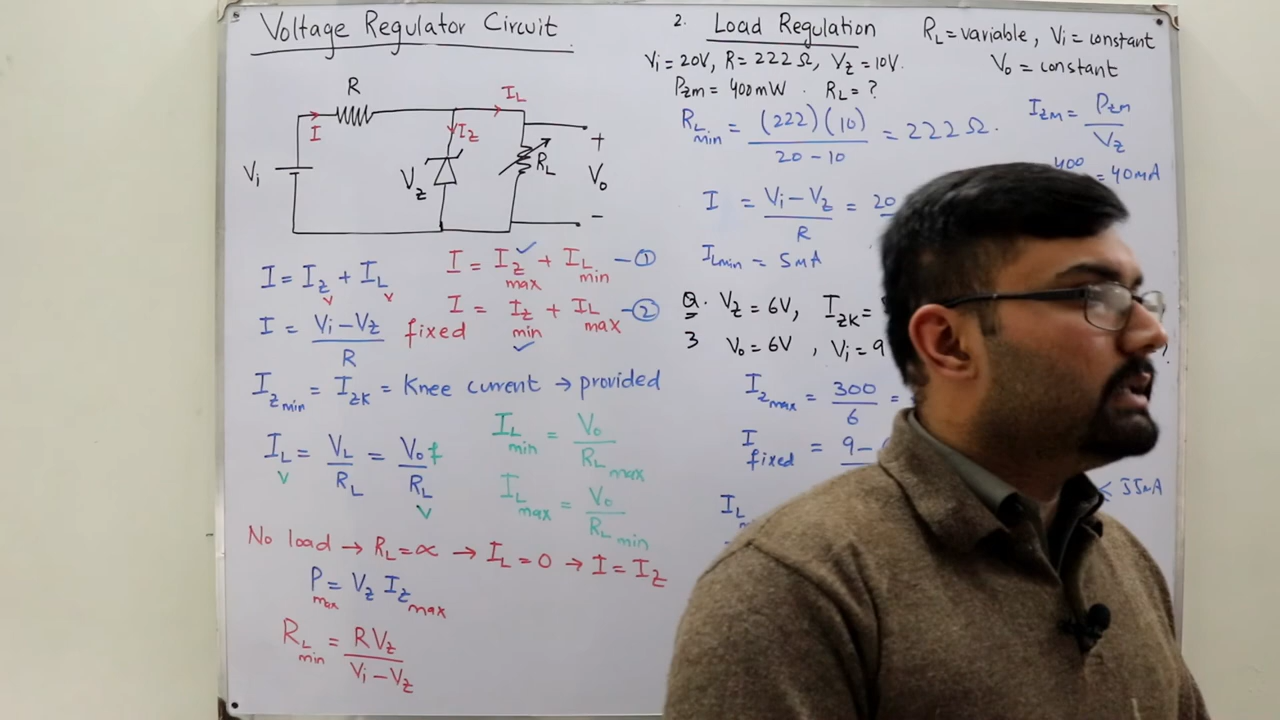 Voltage Regulator Circuit
R
I
I_L
I_Z
V_i
V_Z
R_L
+
V_o
−
I = I_Z + I_L
v v
I = I_Z max + I_L min − ①
I = V_i − V_Z / R fixed
I = I_Z min + I_L max − ②
I_Z min = I_ZK = Knee current → provided
I_L = V_L / R_L = V_o f / R_L
v v
I_L min = V_o / R_L max
I_L max = V_o / R_L min
No load → R_L = ∝ → I_L = 0 → I = I_Z
P max = V_Z I_Z max
R_L min = R V_Z / V_i − V_Z
2. Load Regulation
R_L = variable, V_i = constant
V_o = constant
V_i = 20V, R = 222 Ω, V_Z = 10V.
P_ZM = 400mW . R_L = ?
R_L min = (222)(10) / 20 − 10 = 222 Ω.
I_ZM = P_ZM / V_Z
400
= 40mA
I = V_i − V_Z / R = 20
I_Lmin = 5mA
Q. V_Z = 6V, I_ZK =
3 V_o = 6V, V_i = 9
?
I_Z max = 300 / 6 =
I fixed = 9 −
I_L